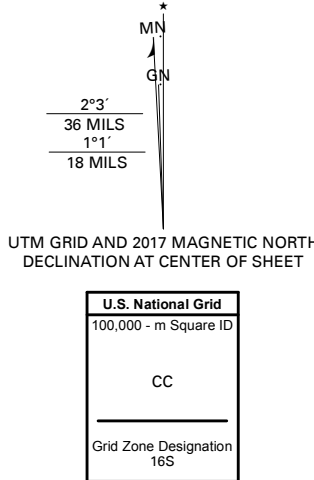 MN
GN
2°3´
36 MILS
1°1´
18 MILS
UTM GRID AND 2017 MAGNETIC NORTH
DECLINATION AT CENTER OF SHEET
U.S. National Grid
100,000 - m Square ID
CC
Grid Zone Designation
16S